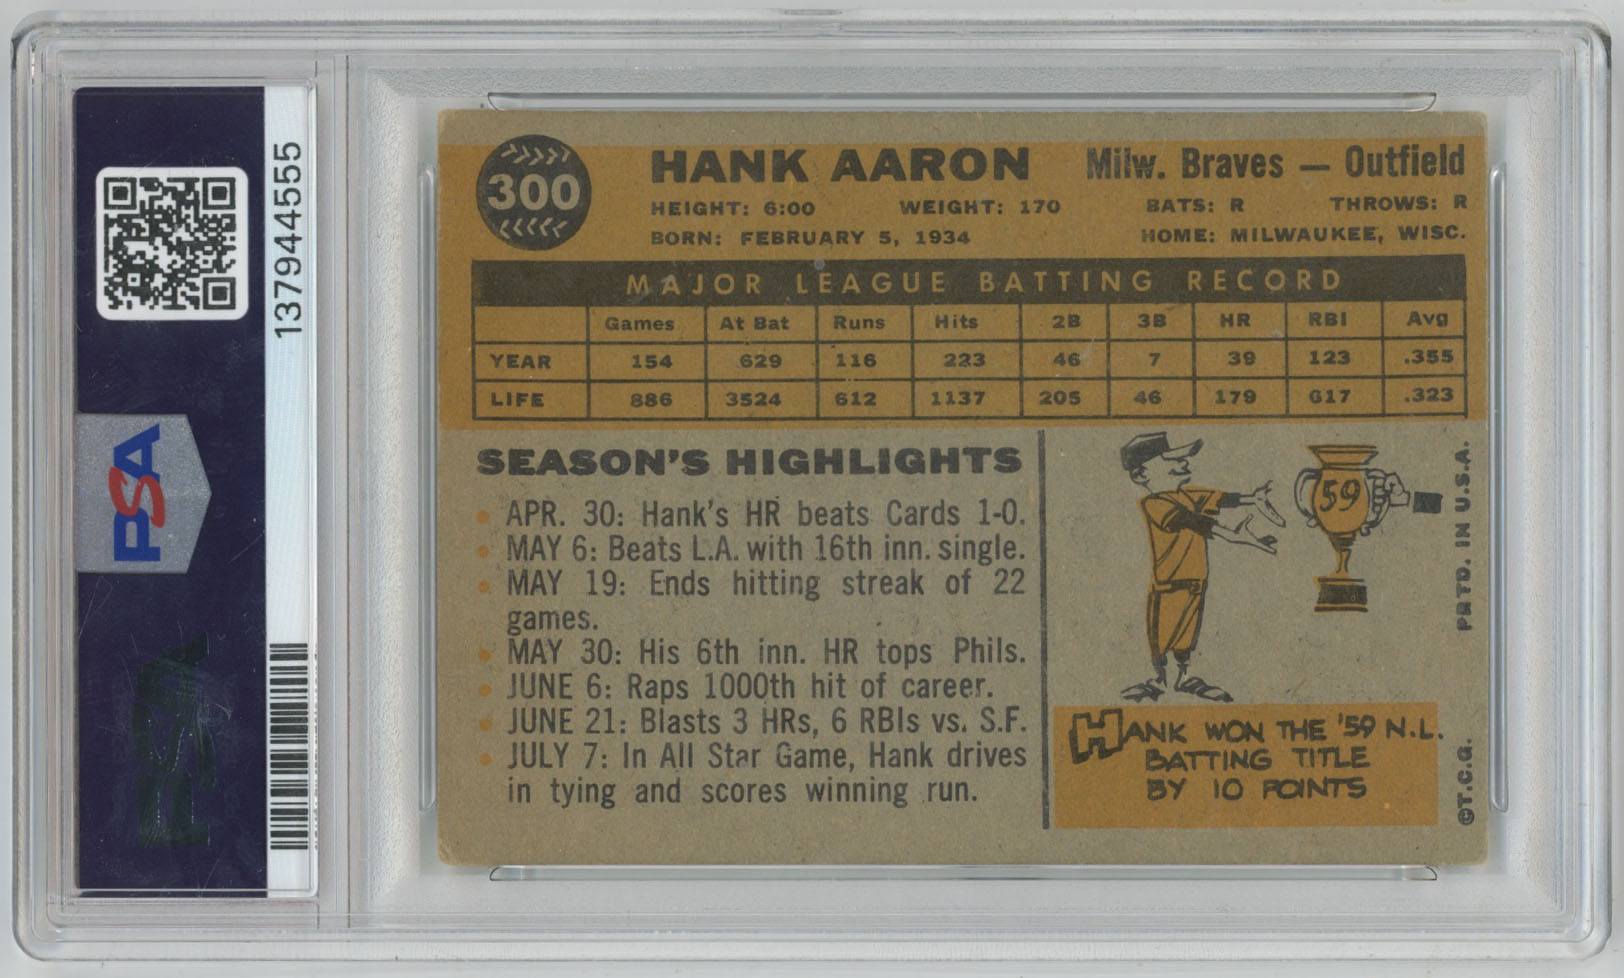 137944555
PSA
300
HANK AARON
Milw. Braves — Outfield
HEIGHT: 6:00 WEIGHT: 170 BATS: R THROWS: R
BORN: FEBRUARY 5, 1934 HOME: MILWAUKEE, WISC.
MAJOR LEAGUE BATTING RECORD
Games At Bat Runs Hits 2B 3B HR RBI Avg
YEAR 154 629 116 223 46 7 39 123 .355
LIFE 886 3524 612 1137 205 46 179 617 .323
SEASON'S HIGHLIGHTS
• APR. 30: Hank's HR beats Cards 1-0.
• MAY 6: Beats L.A. with 16th inn. single.
• MAY 19: Ends hitting streak of 22
games.
• MAY 30: His 6th inn. HR tops Phils.
• JUNE 6: Raps 1000th hit of career.
• JUNE 21: Blasts 3 HRs, 6 RBIs vs. S.F.
• JULY 7: In All Star Game, Hank drives
in tying and scores winning run.
59
HANK WON THE '59 N.L.
BATTING TITLE
BY 10 POINTS
©T.C.G. PRTD. IN U.S.A.
PSA